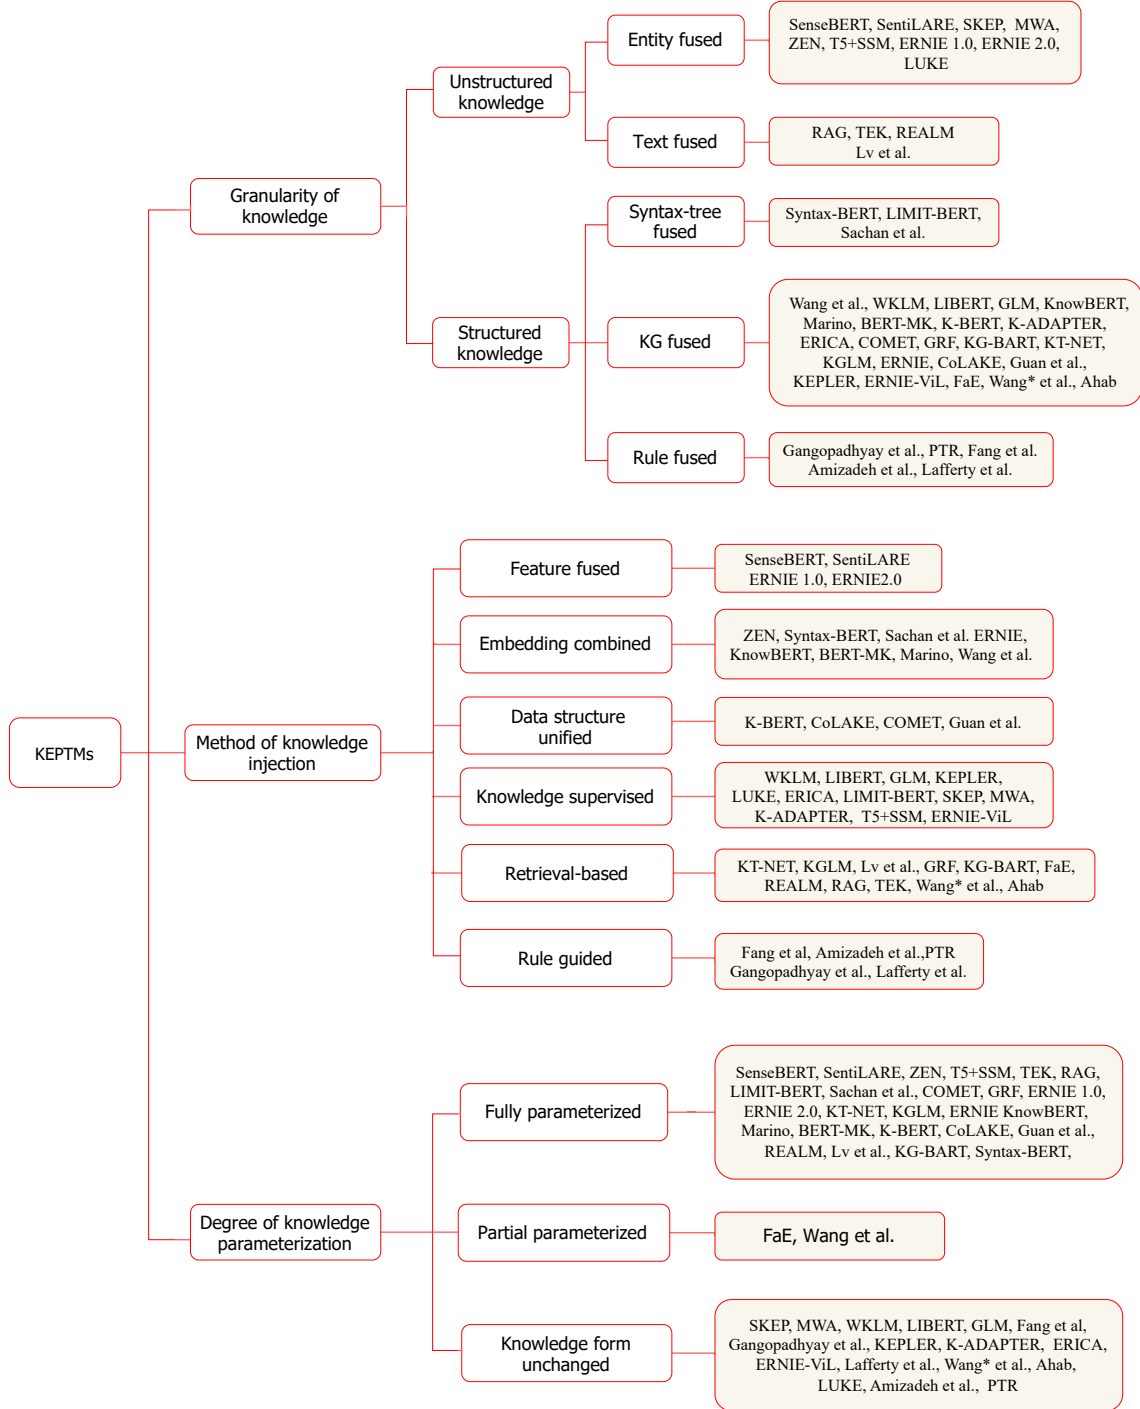 KEPTMs
Granularity of
knowledge
Unstructured
knowledge
Entity fused
SenseBERT, SentiLARE, SKEP, MWA,
ZEN, T5+SSM, ERNIE 1.0, ERNIE 2.0,
LUKE
Text fused
RAG, TEK, REALM
Lv et al.
Structured
knowledge
Syntax-tree
fused
Syntax-BERT, LIMIT-BERT,
Sachan et al.
KG fused
Wang et al., WKLM, LIBERT, GLM, KnowBERT,
Marino, BERT-MK, K-BERT, K-ADAPTER,
ERICA, COMET, GRF, KG-BART, KT-NET,
KGLM, ERNIE, CoLAKE, Guan et al.,
KEPLER, ERNIE-ViL, FaE, Wang* et al., Ahab
Rule fused
Gangopadhyay et al., PTR, Fang et al.
Amizadeh et al., Lafferty et al.
Method of knowledge
injection
Feature fused
SenseBERT, SentiLARE
ERNIE 1.0, ERNIE2.0
Embedding combined
ZEN, Syntax-BERT, Sachan et al. ERNIE,
KnowBERT, BERT-MK, Marino, Wang et al.
Data structure
unified
K-BERT, CoLAKE, COMET, Guan et al.
Knowledge supervised
WKLM, LIBERT, GLM, KEPLER,
LUKE, ERICA, LIMIT-BERT, SKEP, MWA,
K-ADAPTER, T5+SSM, ERNIE-ViL
Retrieval-based
KT-NET, KGLM, Lv et al., GRF, KG-BART, FaE,
REALM, RAG, TEK, Wang* et al., Ahab
Rule guided
Fang et al, Amizadeh et al.,PTR
Gangopadhyay et al., Lafferty et al.
Degree of knowledge
parameterization
Fully parameterized
SenseBERT, SentiLARE, ZEN, T5+SSM, TEK, RAG,
LIMIT-BERT, Sachan et al., COMET, GRF, ERNIE 1.0,
ERNIE 2.0, KT-NET, KGLM, ERNIE KnowBERT,
Marino, BERT-MK, K-BERT, CoLAKE, Guan et al.,
REALM, Lv et al., KG-BART, Syntax-BERT,
Partial parameterized
FaE, Wang et al.
Knowledge form
unchanged
SKEP, MWA, WKLM, LIBERT, GLM, Fang et al,
Gangopadhyay et al., KEPLER, K-ADAPTER, ERICA,
ERNIE-ViL, Lafferty et al., Wang* et al., Ahab,
LUKE, Amizadeh et al., PTR